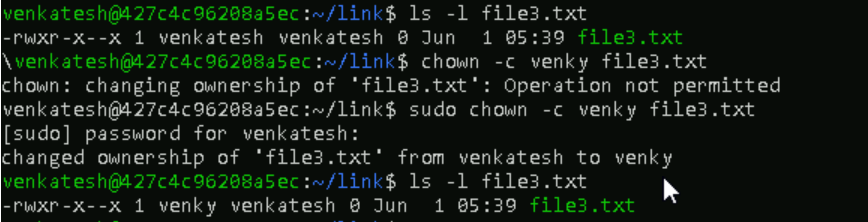 venkatesh@427c4c96208a5ec:~/link$ ls -l file3.txt
-rwxr-x--x 1 venkatesh venkatesh 0 Jun  1 05:39 file3.txt
\venkatesh@427c4c96208a5ec:~/link$ chown -c venky file3.txt
chown: changing ownership of 'file3.txt': Operation not permitted
venkatesh@427c4c96208a5ec:~/link$ sudo chown -c venky file3.txt
[sudo] password for venkatesh:
changed ownership of 'file3.txt' from venkatesh to venky
venkatesh@427c4c96208a5ec:~/link$ ls -l file3.txt
-rwxr-x--x 1 venky venkatesh 0 Jun  1 05:39 file3.txt